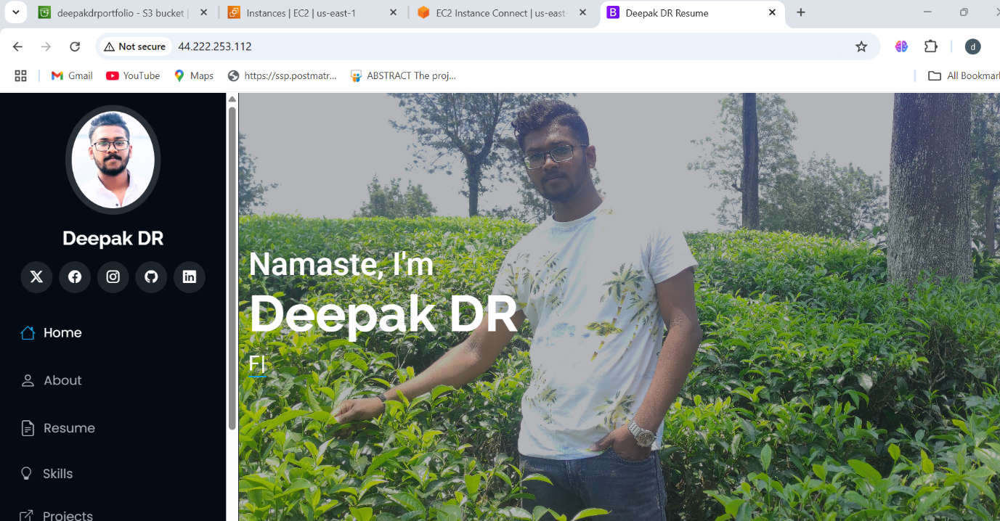 deepakdrportfolio - S3 bucket
Instances | EC2 | us-east-1
EC2 Instance Connect | us-east-
B Deepak DR Resume
Not secure 44.222.253.112
d
Gmail YouTube Maps https://ssp.postmatr... ABSTRACT The proj...
All Bookmar
Deepak DR
Home
About
Resume
Skills
Projects
Namaste, I'm
Deepak DR
F|